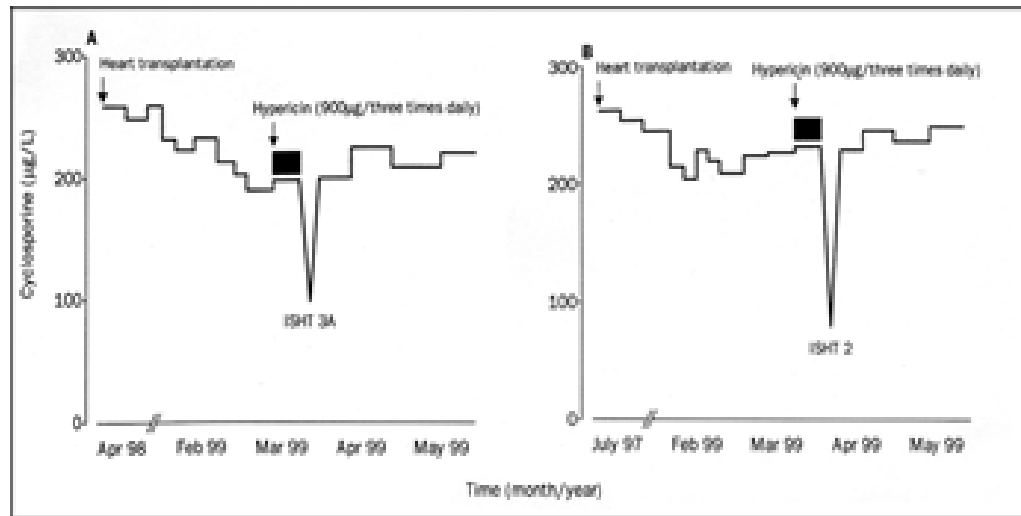 A
300
Heart transplantation
Hypericin (900µg/three times daily)
200
100
0
Cyclosporine (µg/L)
ISHT 3A
Apr 98 Feb 99 Mar 99 Apr 99 May 99
B
300
Heart transplantation
Hypericin (900µg/three times daily)
200
100
0
ISHT 2
July 97 Feb 99 Mar 99 Apr 99 May 99
Time (month/year)